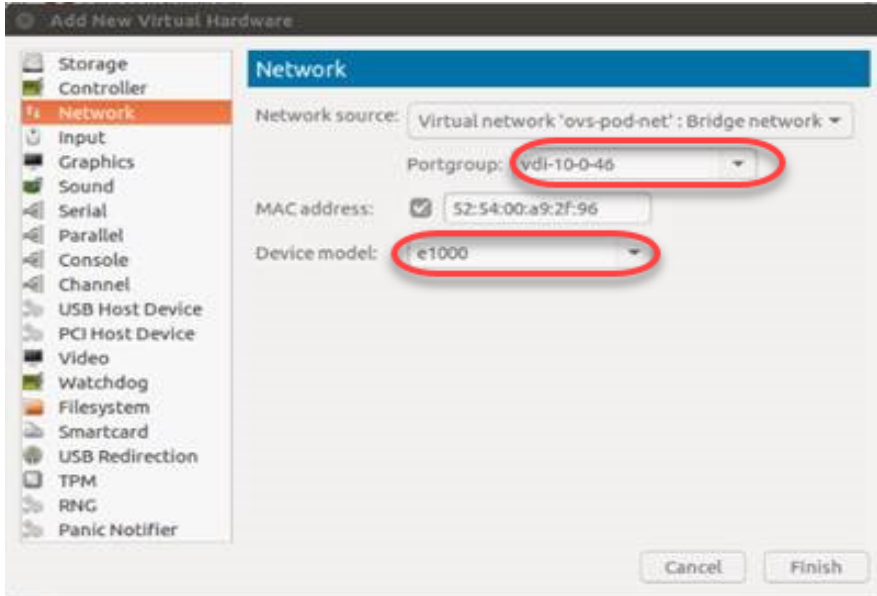 Add New Virtual Hardware
Storage
Controller
Network
Input
Graphics
Sound
Serial
Parallel
Console
Channel
USB Host Device
PCI Host Device
Video
Watchdog
Filesystem
Smartcard
USB Redirection
TPM
RNG
Panic Notifier
Network
Network source: Virtual network 'ovs-pod-net' : Bridge network
Portgroup: vdi-10-0-46
MAC address: 52:54:00:a9:2f:96
Device model: e1000
Cancel Finish